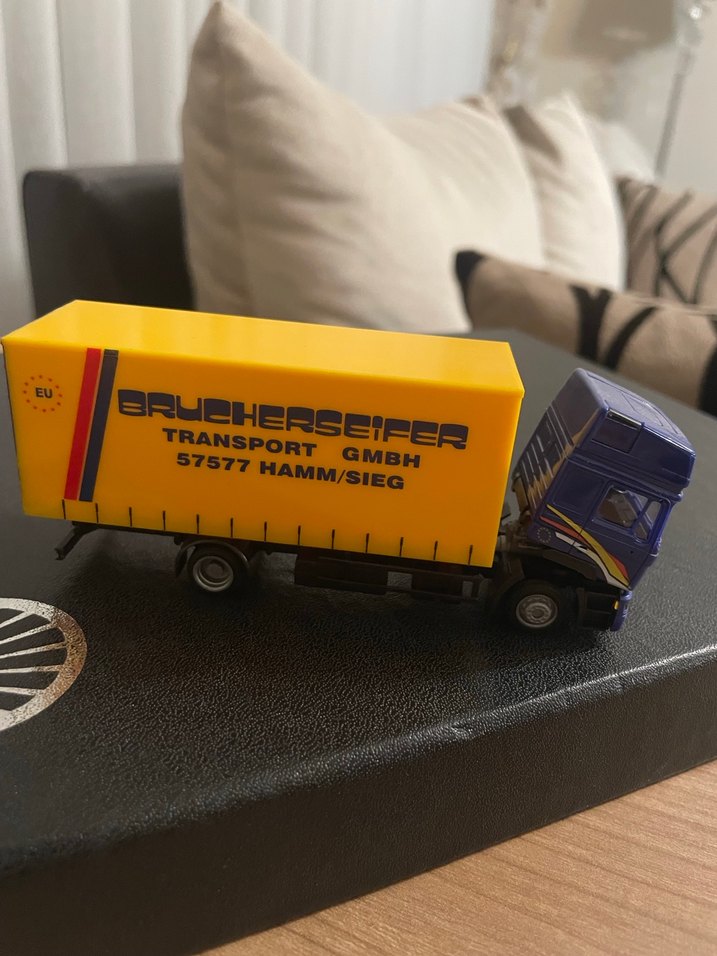 EU
BRUCHERSEiFER
TRANSPORT GMBH
57577 HAMM/SIEG